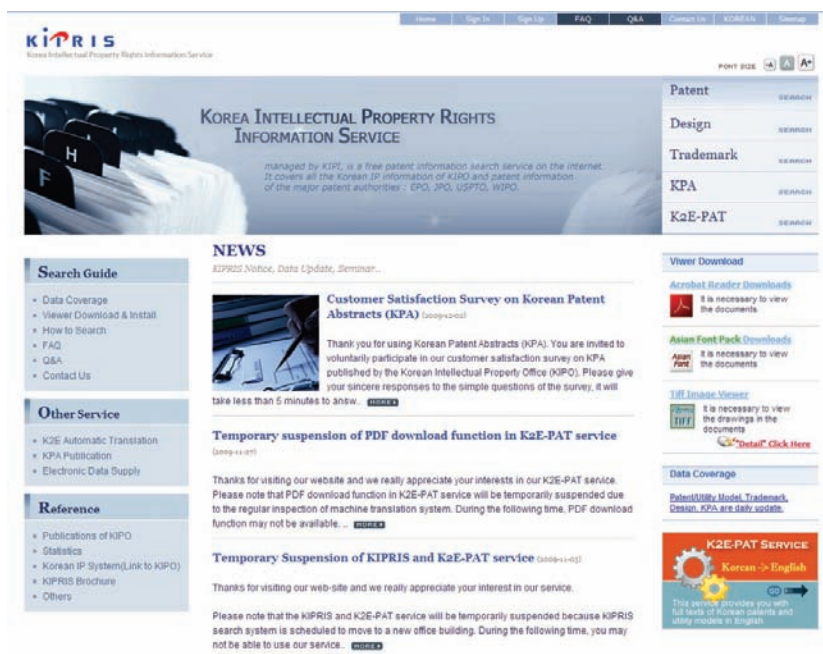 Home Sign In Sign Up FAQ Q&A Contact Us KOREAN Sitemap
KIPRIS
Korea Intellectual Property Rights Information Service
FONT SIZE -A A A+
KOREA INTELLECTUAL PROPERTY RIGHTS
INFORMATION SERVICE
managed by KIPI, is a free patent information search service on the internet.
It covers all the Korean IP information of KIPO and patent information
of the major patent authorities : EPO, JPO, USPTO, WIPO.
H
F
Patent SEARCH
Design SEARCH
Trademark SEARCH
KPA SEARCH
K2E-PAT SEARCH
Search Guide
Data Coverage
Viewer Download & Install
How to Search
FAQ
Q&A
Contact Us
Other Service
K2E Automatic Translation
KPA Publication
Electronic Data Supply
Reference
Publications of KIPO
Statistics
Korean IP System(Link to KIPO)
KIPRIS Brochure
Others
NEWS
KIPRIS Notice, Data Update, Seminar..
Customer Satisfaction Survey on Korean Patent
Abstracts (KPA) (2009-12-02)
Thank you for using Korean Patent Abstracts (KPA). You are invited to
voluntarily participate in our customer satisfaction survey on KPA
published by the Korean Intellectual Property Office (KIPO). Please give
your sincere responses to the simple questions of the survey, it will
take less than 5 minutes to answ.. MORE
Temporary suspension of PDF download function in K2E-PAT service
(2009-11-27)
Thanks for visiting our website and we really appreciate your interests in our K2E-PAT service.
Please note that PDF download function in K2E-PAT service will be temporarily suspended due
to the regular inspection of machine translation system. During the following time, PDF download
function may not be available. .. MORE
Temporary Suspension of KIPRIS and K2E-PAT service (2009-11-03)
Thanks for visiting our web-site and we really appreciate your interest in our service.
Please note that the KIPRIS and K2E-PAT service will be temporarily suspended because KIPRIS
search system is scheduled to move to a new office building. During the following time, you may
not be able to use our service.. MORE
Viwer Download
Acrobat Reader Downloads
It is necessary to view
the documents
Asian Font Pack Downloads
Asian
Font
It is necessary to view
the documents
Tiff Image Viewer
TIFF
It is necessary to view
the drawings in the
documents
"Detail" Click Here
Data Coverage
Patent/Utility Model, Trademark,
Design, KPA are daily update.
K2E-PAT SERVICE
Korean -> English
GO
This service provides you with
full texts of Korean patents and
utility models in English